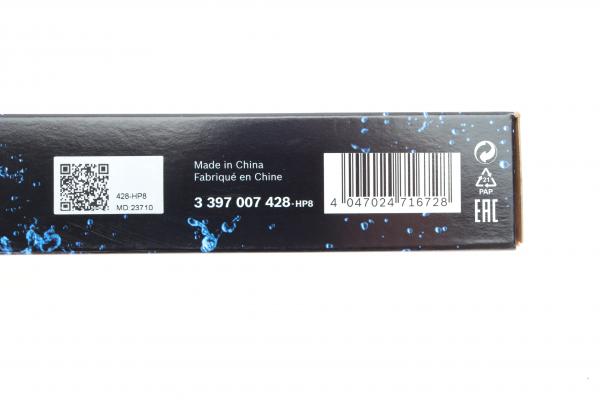 428-HP8
MD 23710
Made in China
Fabriqué en Chine
3 397 007 428-HP8
4 047024 716728
21
PAP
EAC